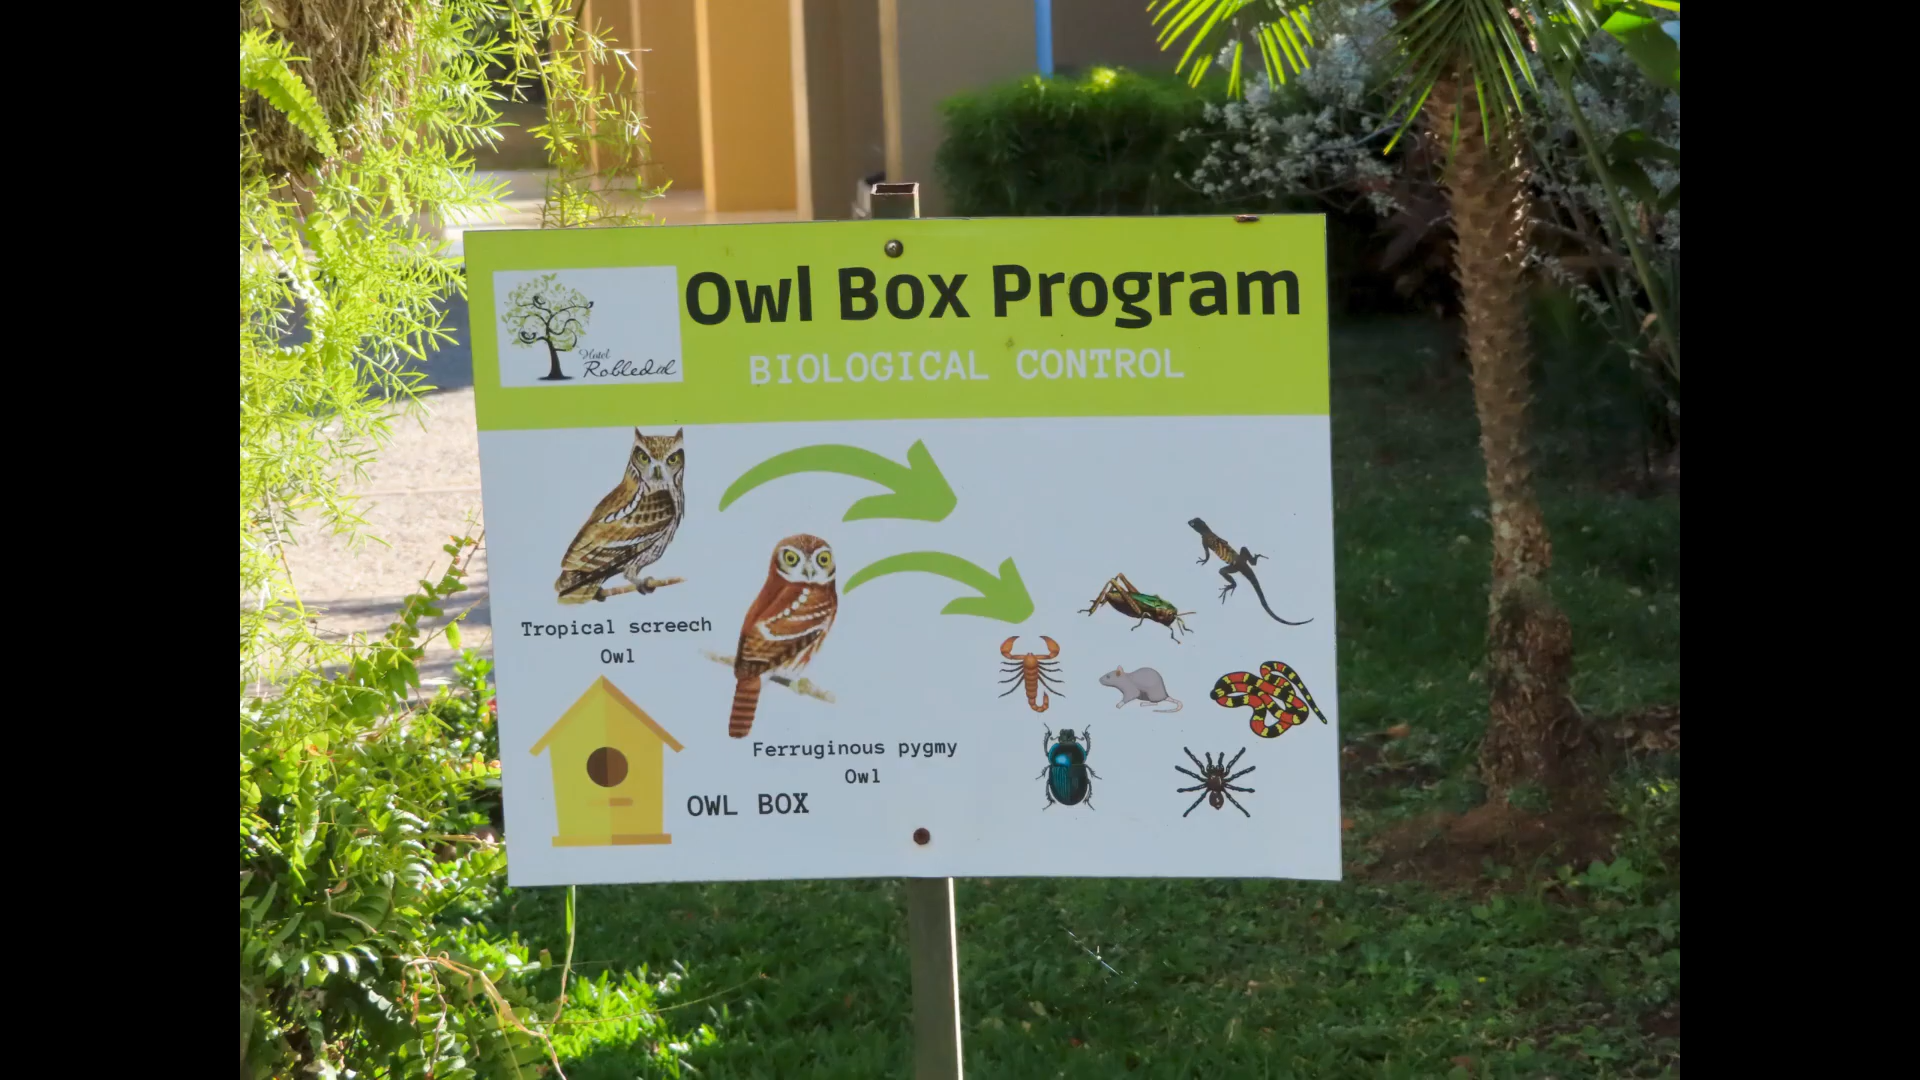 Owl Box Program
Hotel
Robledal
BIOLOGICAL CONTROL
Tropical screech
Owl
Ferruginous pygmy
Owl
OWL BOX